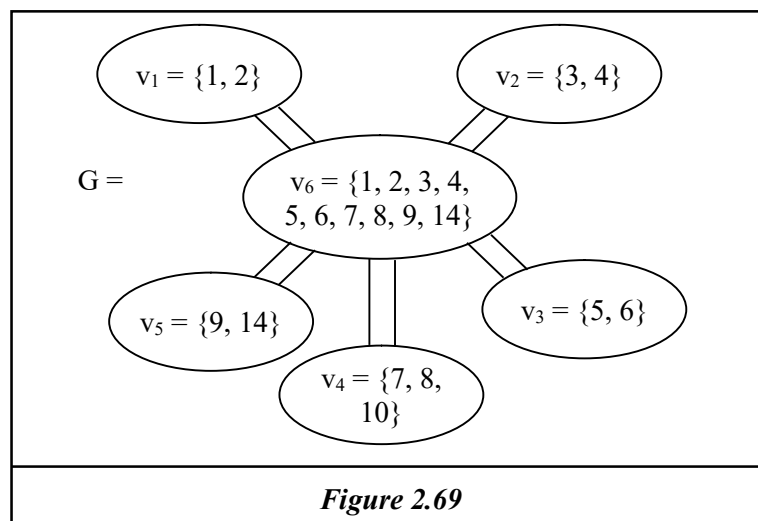 v₁ = {1, 2}
v₂ = {3, 4}
G =
v₆ = {1, 2, 3, 4,
5, 6, 7, 8, 9, 14}
v₅ = {9, 14}
v₃ = {5, 6}
v₄ = {7, 8,
10}
Figure 2.69